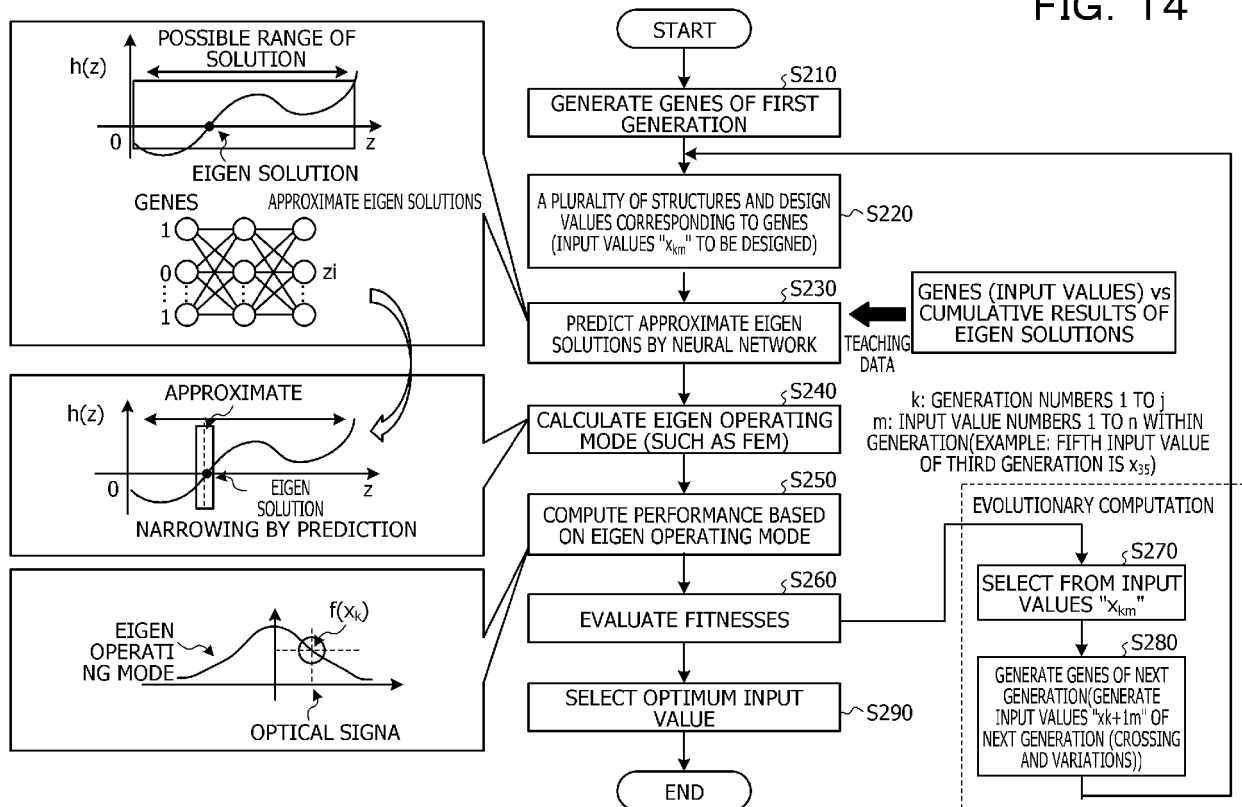 FIG. 14
POSSIBLE RANGE OF
SOLUTION
h(z)
0
z
EIGEN SOLUTION
GENES
APPROXIMATE EIGEN SOLUTIONS
1
0
zi
1
APPROXIMATE
h(z)
0
EIGEN
SOLUTION
z
NARROWING BY PREDICTION
EIGEN
OPERATI
NG MODE
f(xk)
OPTICAL SIGNA
START
S210
GENERATE GENES OF FIRST
GENERATION
A PLURALITY OF STRUCTURES AND DESIGN
VALUES CORRESPONDING TO GENES
(INPUT VALUES "xkm" TO BE DESIGNED)
S220
S230
PREDICT APPROXIMATE EIGEN
SOLUTIONS BY NEURAL NETWORK
TEACHING
DATA
GENES (INPUT VALUES) vs
CUMULATIVE RESULTS OF
EIGEN SOLUTIONS
S240
CALCULATE EIGEN OPERATING
MODE (SUCH AS FEM)
k: GENERATION NUMBERS 1 TO j
m: INPUT VALUE NUMBERS 1 TO n WITHIN
GENERATION(EXAMPLE: FIFTH INPUT VALUE
OF THIRD GENERATION IS x35)
S250
COMPUTE PERFORMANCE BASED
ON EIGEN OPERATING MODE
S260
EVALUATE FITNESSES
SELECT OPTIMUM INPUT
VALUE
S290
END
EVOLUTIONARY COMPUTATION
S270
SELECT FROM INPUT
VALUES "xkm"
S280
GENERATE GENES OF NEXT
GENERATION(GENERATE
INPUT VALUES "xk+1m" OF
NEXT GENERATION (CROSSING
AND VARIATIONS))